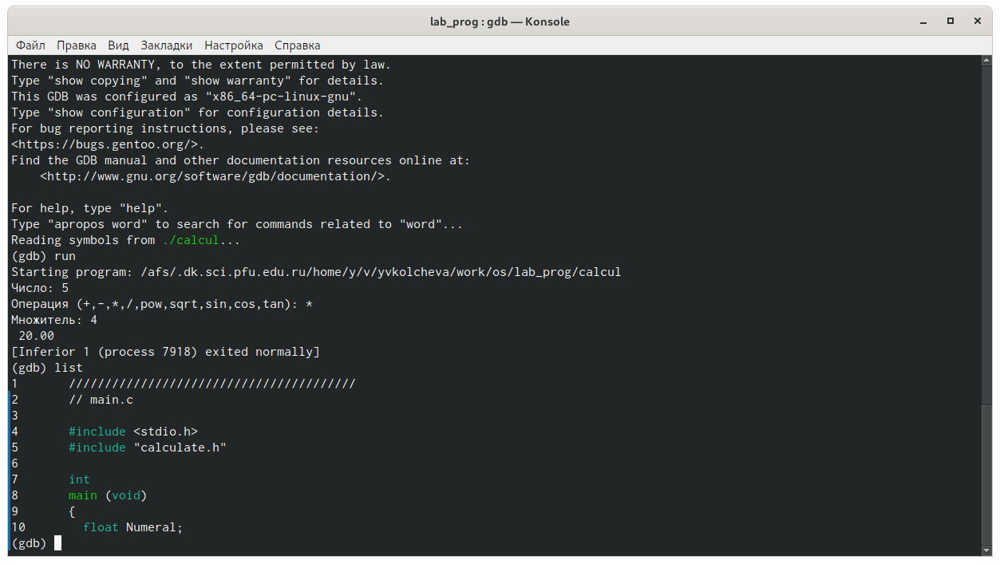 lab_prog : gdb — Konsole
Файл Правка Вид Закладки Настройка Справка
There is NO WARRANTY, to the extent permitted by law.
Type "show copying" and "show warranty" for details.
This GDB was configured as "x86_64-pc-linux-gnu".
Type "show configuration" for configuration details.
For bug reporting instructions, please see:
<https://bugs.gentoo.org/>.
Find the GDB manual and other documentation resources online at:
    <http://www.gnu.org/software/gdb/documentation/>.

For help, type "help".
Type "apropos word" to search for commands related to "word"...
Reading symbols from ./calcul...
(gdb) run
Starting program: /afs/.dk.sci.pfu.edu.ru/home/y/v/yvkolcheva/work/os/lab_prog/calcul
Число: 5
Операция (+,-,*,/,pow,sqrt,sin,cos,tan): *
Множитель: 4
 20.00
[Inferior 1 (process 7918) exited normally]
(gdb) list
1       ////////////////////////////////////////
2       // main.c
3
4       #include <stdio.h>
5       #include "calculate.h"
6
7       int
8       main (void)
9       {
10        float Numeral;
(gdb)